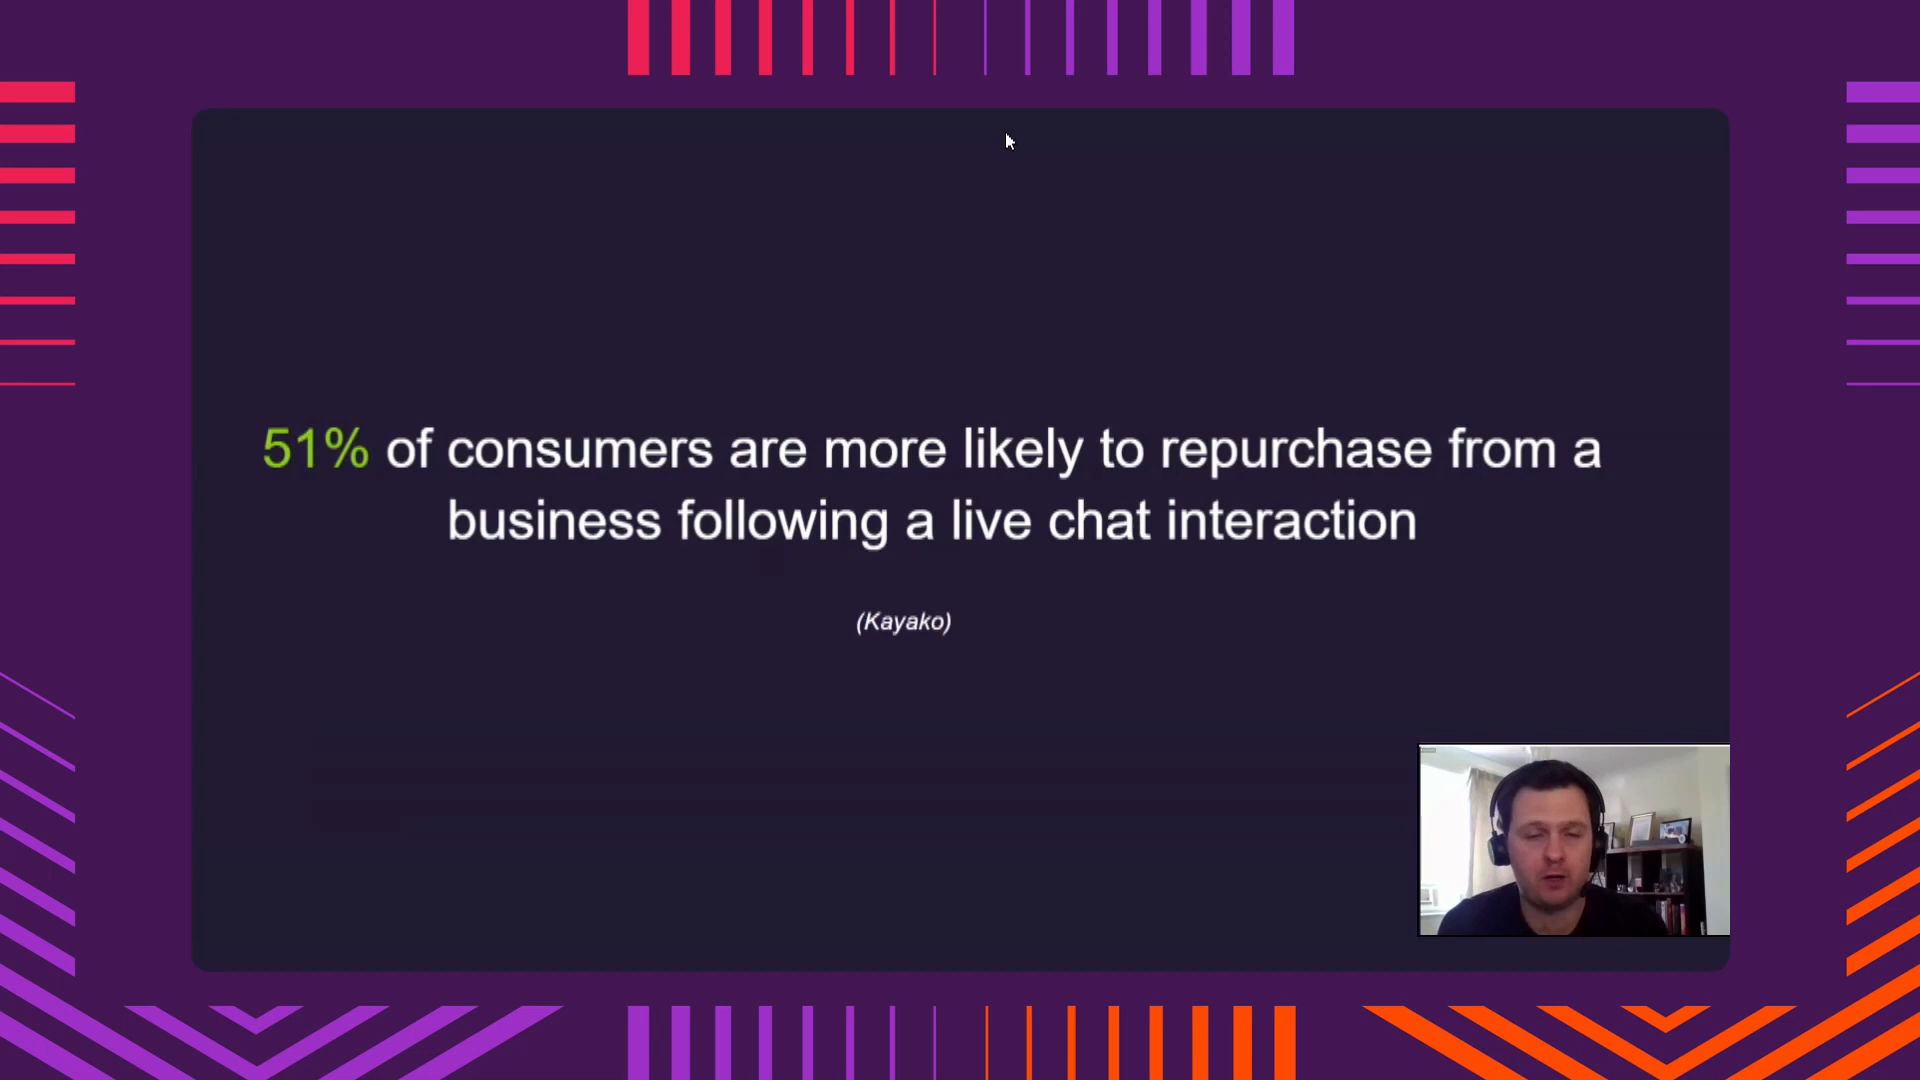 51% of consumers are more likely to repurchase from a
business following a live chat interaction
(Kayako)